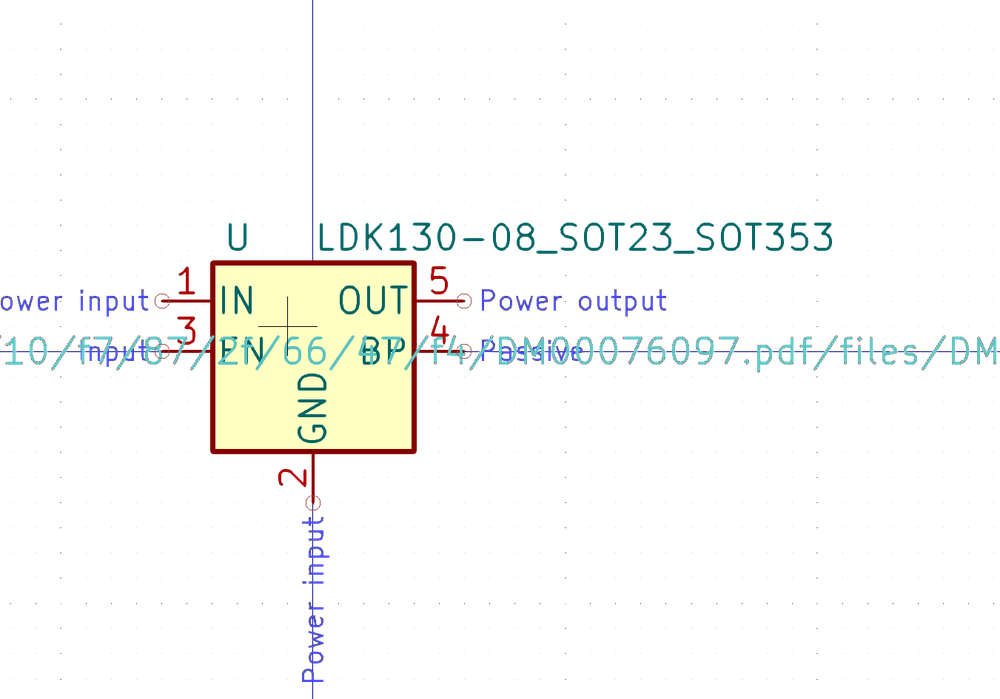 U LDK130-08_SOT23_SOT353
ower input 1 IN OUT 5 Power output
Input 3 EN BP 4 Passive
/10/f7/87/2f/66/47/f4/DM00076097.pdf/files/DM
GND
2
Power input